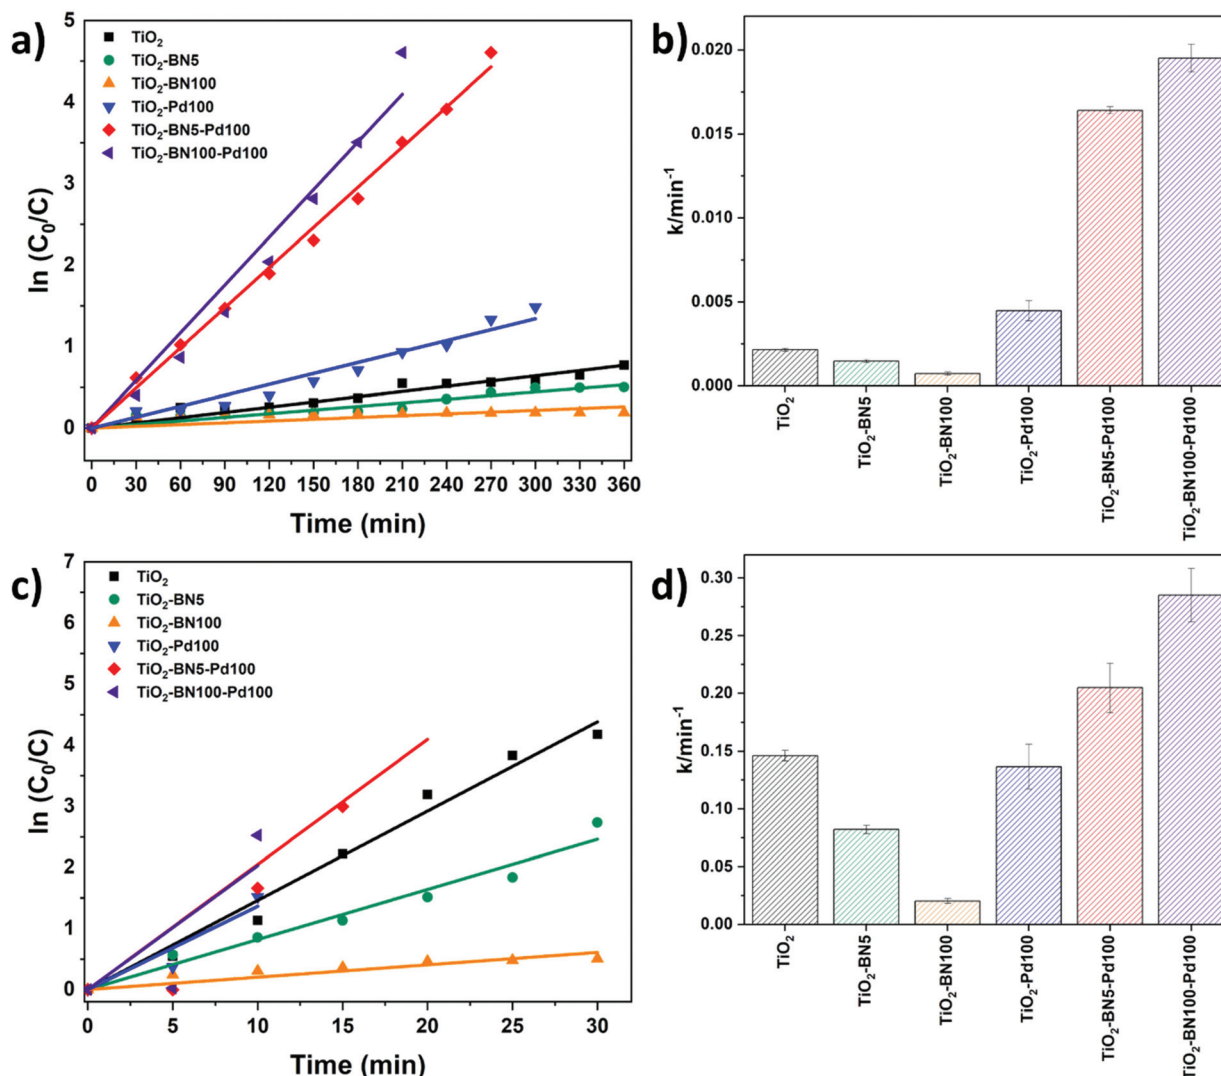 a)
TiO2
TiO2-BN5
TiO2-BN100
TiO2-Pd100
TiO2-BN5-Pd100
TiO2-BN100-Pd100
5
4
3
2
1
0
ln (C0/C)
0 30 60 90 120 150 180 210 240 270 300 330 360
Time (min)
b)
0.020
0.015
0.010
0.005
0.000
k/min-1
TiO2
TiO2-BN5
TiO2-BN100
TiO2-Pd100
TiO2-BN5-Pd100
TiO2-BN100-Pd100
c)
TiO2
TiO2-BN5
TiO2-BN100
TiO2-Pd100
TiO2-BN5-Pd100
TiO2-BN100-Pd100
7
6
5
4
3
2
1
0
ln (C0/C)
0 5 10 15 20 25 30
Time (min)
d)
0.30
0.25
0.20
0.15
0.10
0.05
0.00
k/min-1
TiO2
TiO2-BN5
TiO2-BN100
TiO2-Pd100
TiO2-BN5-Pd100
TiO2-BN100-Pd100